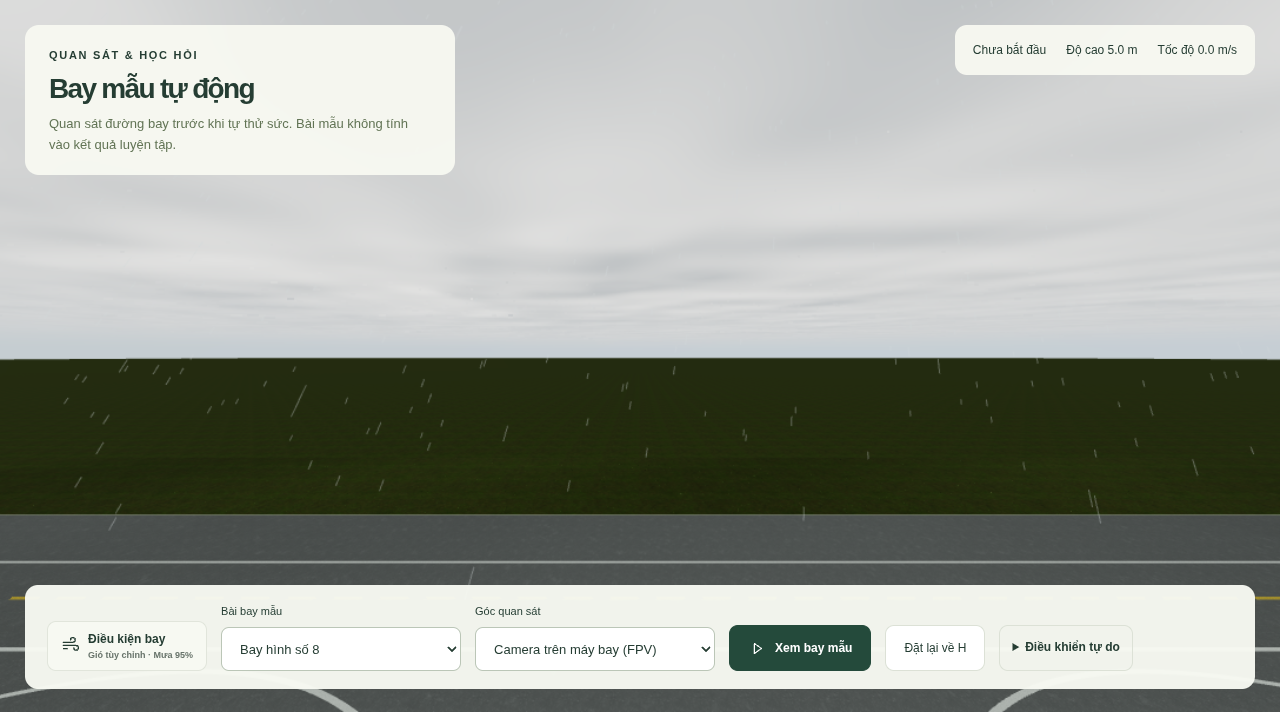 QUAN SÁT & HỌC HỎI
Bay mẫu tự động
Quan sát đường bay trước khi tự thử sức. Bài mẫu không tính
vào kết quả luyện tập.
Chưa bắt đầu Độ cao 5.0 m Tốc độ 0.0 m/s
Điều kiện bay
Gió tùy chỉnh · Mưa 95%
Bài bay mẫu
Bay hình số 8
Góc quan sát
Camera trên máy bay (FPV)
Xem bay mẫu
Đặt lại về H
Điều khiển tự do